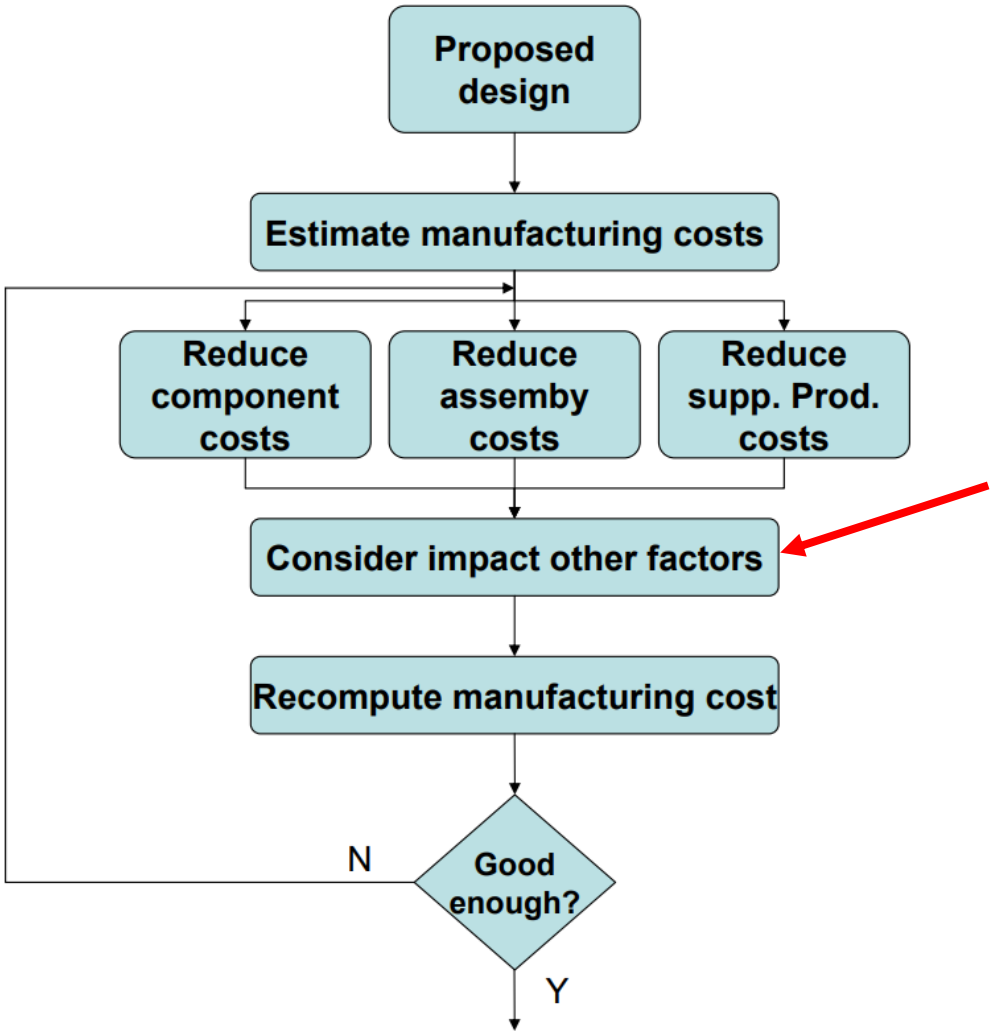 Proposed
design
Estimate manufacturing costs
Reduce
component
costs
Reduce
assemby
costs
Reduce
supp. Prod.
costs
Consider impact other factors
Recompute manufacturing cost
Good
enough?
N
Y